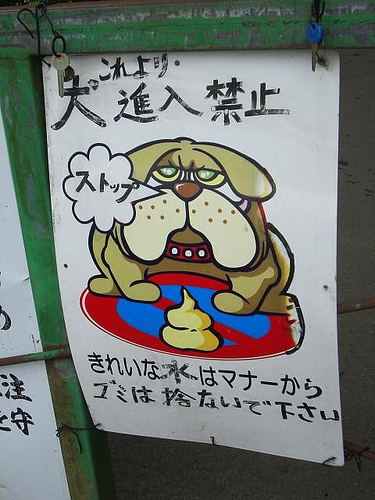 これより
犬進入禁止
ストップ
きれいな水はマナーから
ゴミは捨ないで下さい
注
守